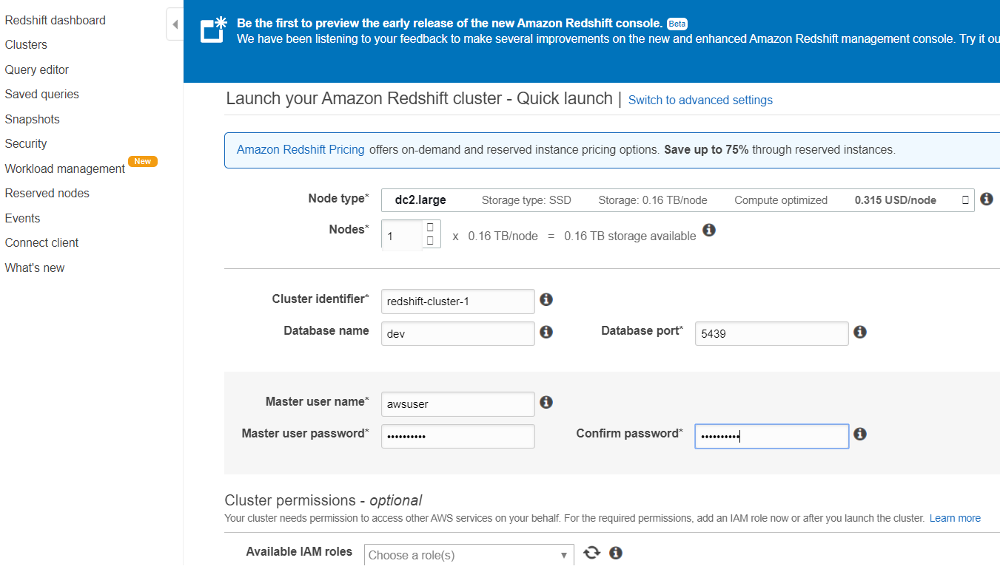 Redshift dashboard
Clusters
Query editor
Saved queries
Snapshots
Security
Workload management New
Reserved nodes
Events
Connect client
What's new
Be the first to preview the early release of the new Amazon Redshift console. Beta
We have been listening to your feedback to make several improvements on the new and enhanced Amazon Redshift management console. Try it ou
Launch your Amazon Redshift cluster - Quick launch | Switch to advanced settings
Amazon Redshift Pricing offers on-demand and reserved instance pricing options. Save up to 75% through reserved instances.
Node type* dc2.large Storage type: SSD Storage: 0.16 TB/node Compute optimized 0.315 USD/node
Nodes* 1 x 0.16 TB/node = 0.16 TB storage available
Cluster identifier* redshift-cluster-1
Database name dev Database port* 5439
Master user name* awsuser
Master user password* •••••••••• Confirm password* ••••••••••
Cluster permissions - optional
Your cluster needs permission to access other AWS services on your behalf. For the required permissions, add an IAM role now or after you launch the cluster. Learn more
Available IAM roles Choose a role(s)